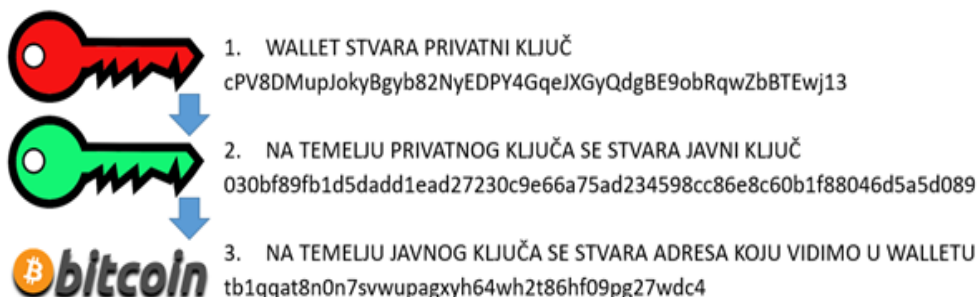 1. WALLET STVARA PRIVATNI KLJUČ
cPV8DMupJokyBgyb82NyEDPY4GqeJXGyQdgBE9obRqwZbBTEwj13
2. NA TEMELJU PRIVATNOG KLJUČA SE STVARA JAVNI KLJUČ
030bf89fb1d5dadd1ead27230c9e66a75ad234598cc86e8c60b1f88046d5a5d089
3. NA TEMELJU JAVNOG KLJUČA SE STVARA ADRESA KOJU VIDIMO U WALLETU
bitcoin
tb1qqat8n0n7svwupagxyh64wh2t86hf09pg27wdc4